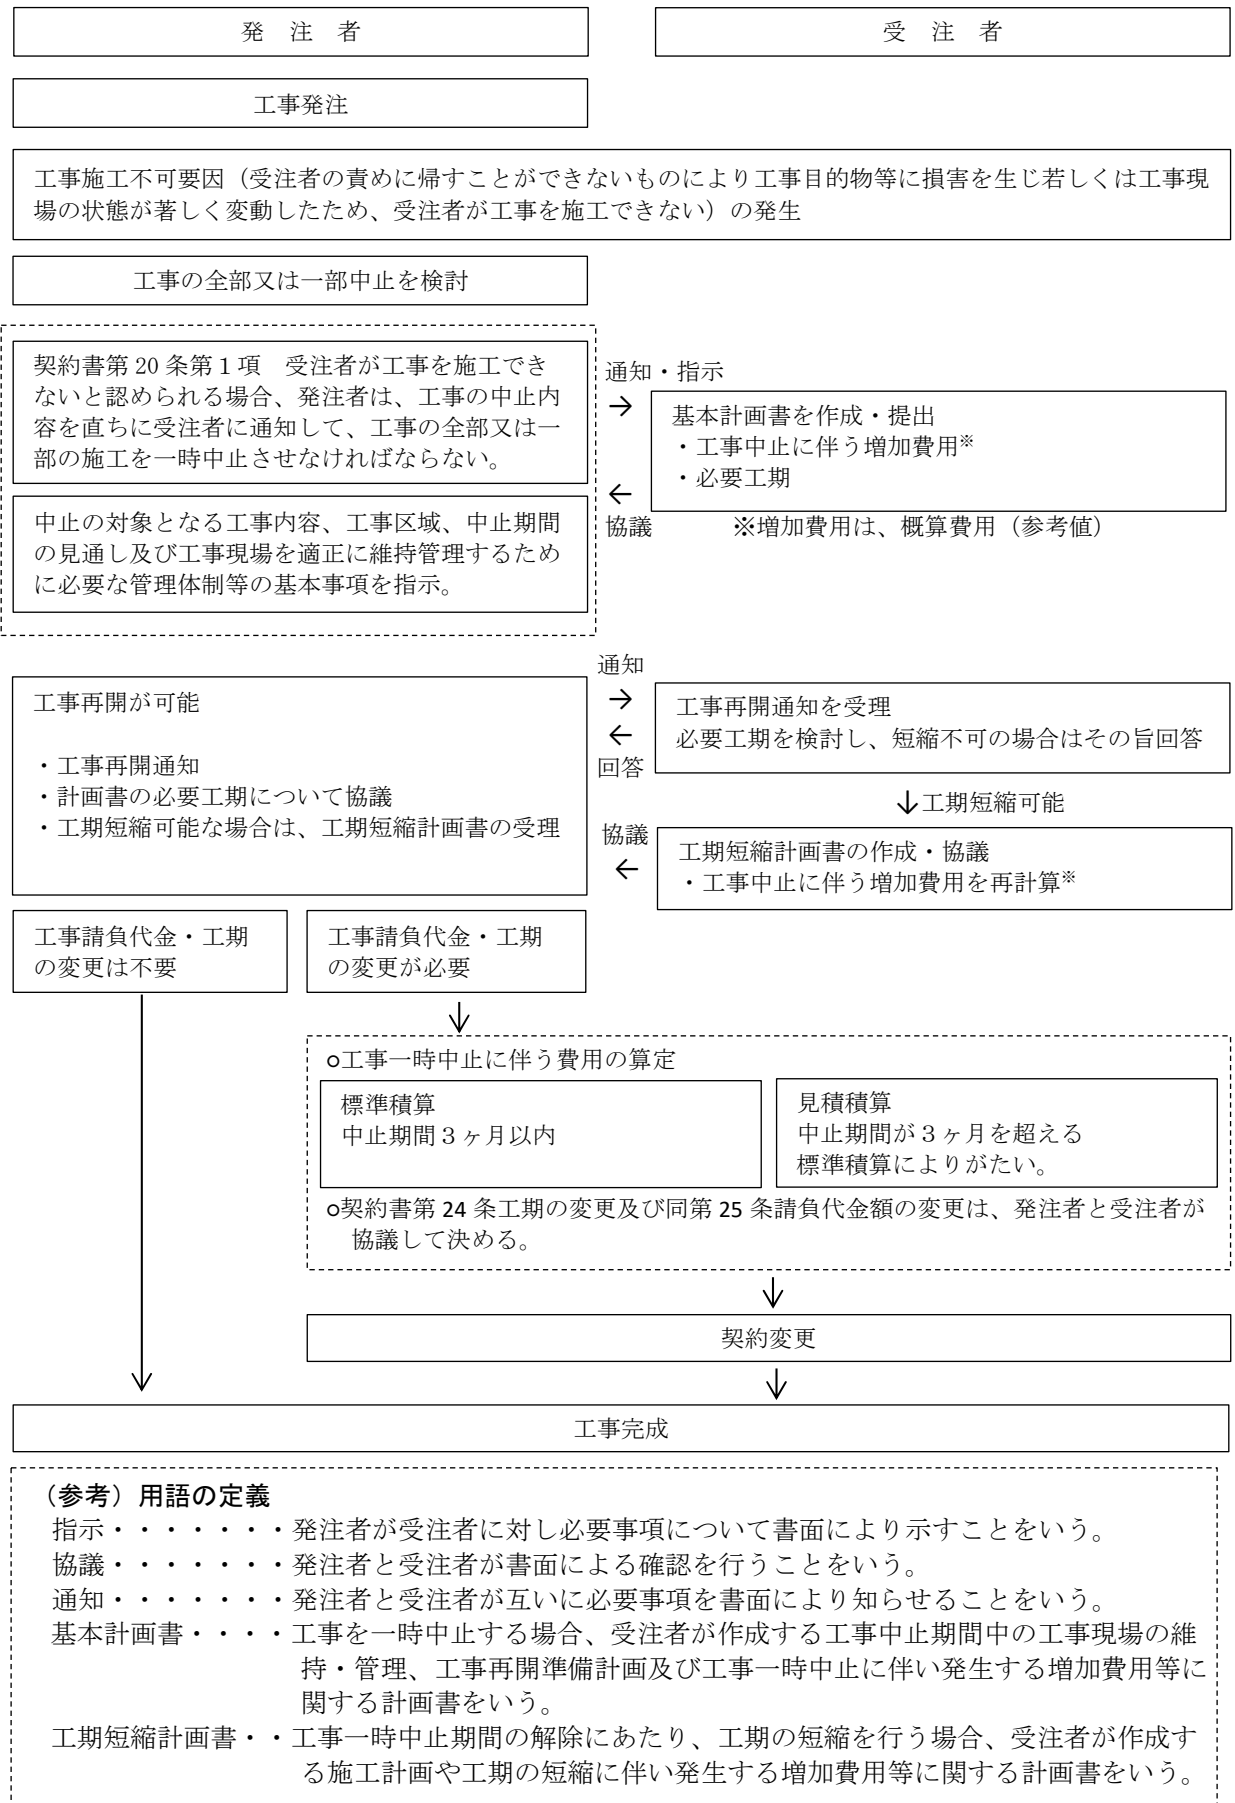 発　注　者
受　注　者
工事発注
工事施工不可要因（受注者の責めに帰すことができないものにより工事目的物等に損害を生じ若しくは工事現
場の状態が著しく変動したため、受注者が工事を施工できない）の発生
工事の全部又は一部中止を検討
契約書第 20 条第１項　受注者が工事を施工でき
ないと認められる場合、発注者は、工事の中止内
容を直ちに受注者に通知して、工事の全部又は一
部の施工を一時中止させなければならない。
中止の対象となる工事内容、工事区域、中止期間
の見通し及び工事現場を適正に維持管理するため
に必要な管理体制等の基本事項を指示。
通知・指示
→
基本計画書を作成・提出
・工事中止に伴う増加費用※
・必要工期
←
協議
※増加費用は、概算費用（参考値）
工事再開が可能
・工事再開通知
・計画書の必要工期について協議
・工期短縮可能な場合は、工期短縮計画書の受理
通知
→
←
回答
工事再開通知を受理
必要工期を検討し、短縮不可の場合はその旨回答
↓工期短縮可能
協議
←
工期短縮計画書の作成・協議
・工事中止に伴う増加費用を再計算※
工事請負代金・工期
の変更は不要
工事請負代金・工期
の変更が必要
○工事一時中止に伴う費用の算定
標準積算
中止期間３ヶ月以内
見積積算
中止期間が３ヶ月を超える
標準積算によりがたい。
○契約書第 24 条工期の変更及び同第 25 条請負代金額の変更は、発注者と受注者が
協議して決める。
契約変更
工事完成
（参考）用語の定義
指示・・・・・・・発注者が受注者に対し必要事項について書面により示すことをいう。
協議・・・・・・・発注者と受注者が書面による確認を行うことをいう。
通知・・・・・・・発注者と受注者が互いに必要事項を書面により知らせることをいう。
基本計画書・・・・工事を一時中止する場合、受注者が作成する工事中止期間中の工事現場の維
持・管理、工事再開準備計画及び工事一時中止に伴い発生する増加費用等に
関する計画書をいう。
工期短縮計画書・・工事一時中止期間の解除にあたり、工期の短縮を行う場合、受注者が作成す
る施工計画や工期の短縮に伴い発生する増加費用等に関する計画書をいう。